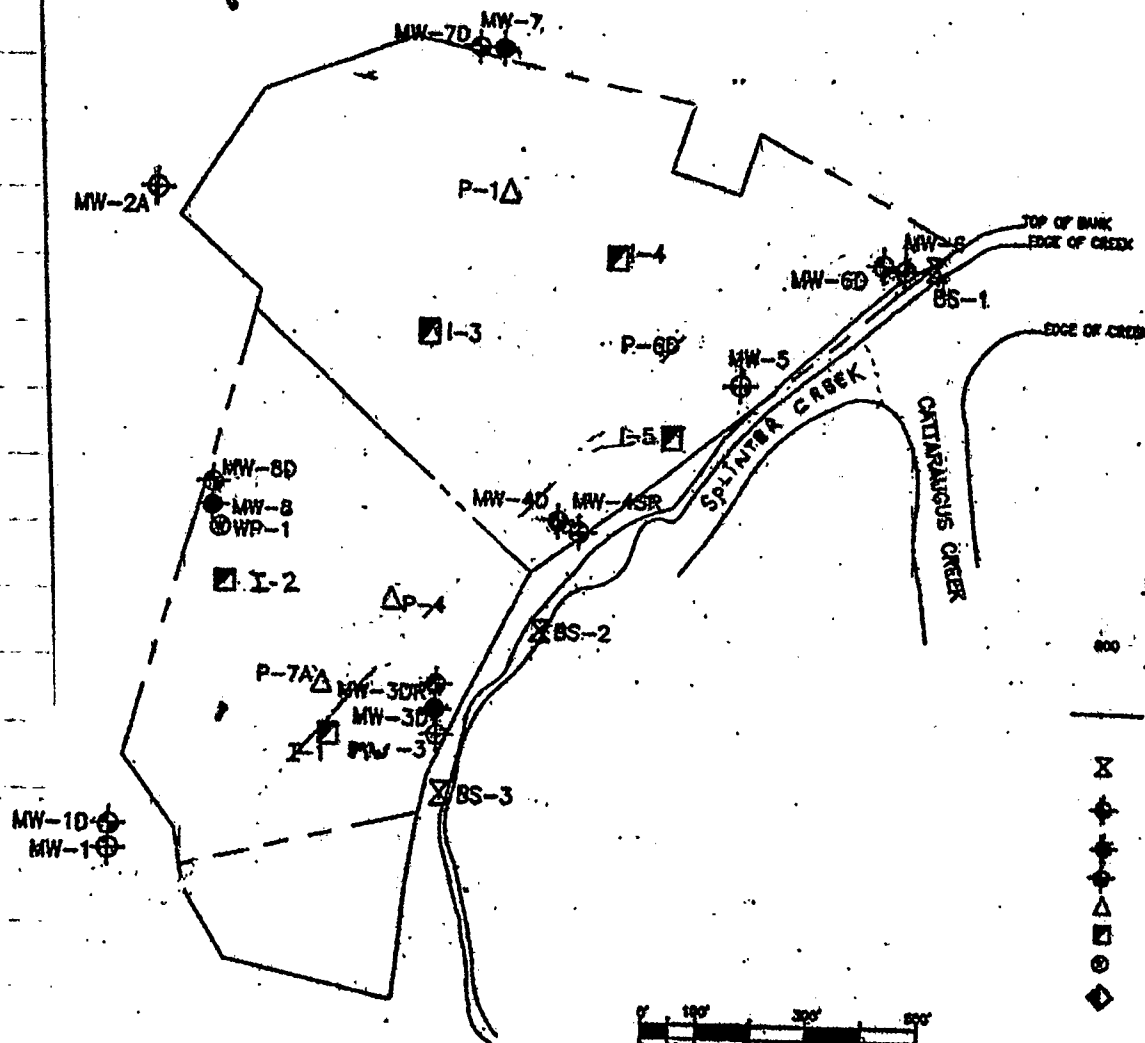 MW-7D
MW-7
MW-2A
P-1
I-4
MW-6
MW-6D
BS-1
TOP OF BANK
EDGE OF CREEK
EDGE OF CREEK
I-3
P-6D
MW-5
I-5
SPLINTER CREEK
CATTARAUGUS CREEK
MW-8D
MW-8
WP-1
MW-4D
MW-4SR
I-2
P-4
BS-2
P-7A
MW-3DR
MW-3D
I-1
MW-3
BS-3
MW-1D
MW-1
0'
300'